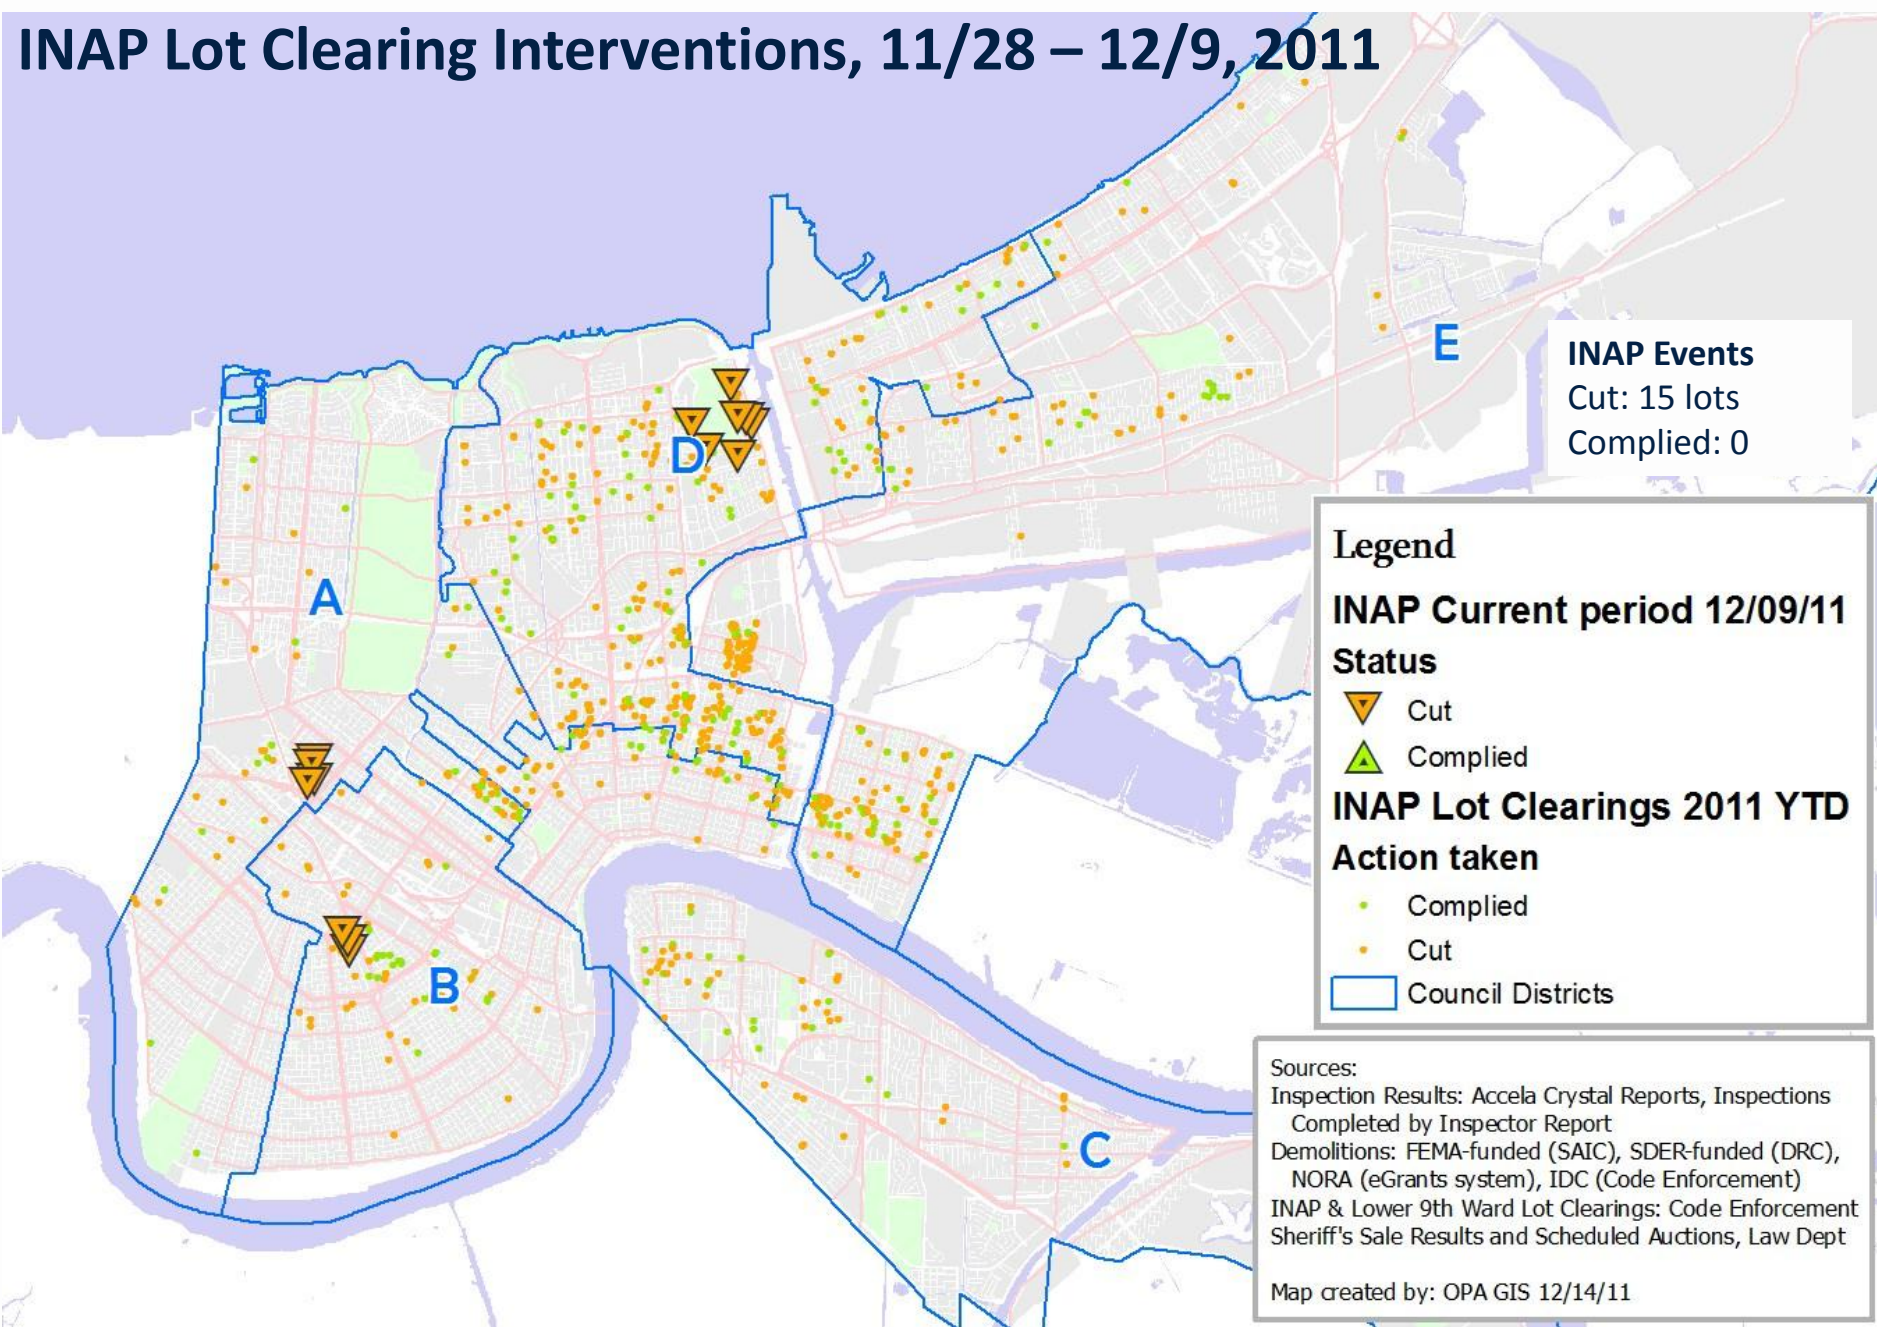 INAP Lot Clearing Interventions, 11/28 – 12/9, 2011
E
INAP Events
Cut: 15 lots
Complied: 0
D
A
B
C
Legend
INAP Current period 12/09/11
Status
Cut
Complied
INAP Lot Clearings 2011 YTD
Action taken
Complied
Cut
Council Districts
Sources:
Inspection Results: Accela Crystal Reports, Inspections
Completed by Inspector Report
Demolitions: FEMA-funded (SAIC), SDER-funded (DRC),
NORA (eGrants system), IDC (Code Enforcement)
INAP & Lower 9th Ward Lot Clearings: Code Enforcement
Sheriff's Sale Results and Scheduled Auctions, Law Dept
Map created by: OPA GIS 12/14/11